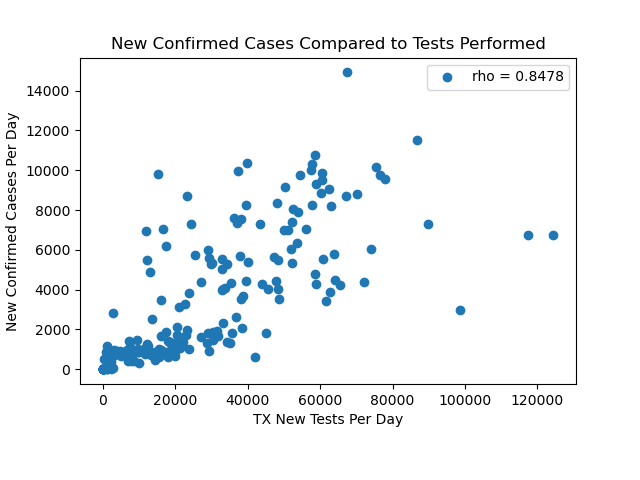 New Confirmed Cases Compared to Tests Performed
rho = 0.8478
New Confirmed Caeses Per Day
14000
12000
10000
8000
6000
4000
2000
0
0 20000 40000 60000 80000 100000 120000
TX New Tests Per Day